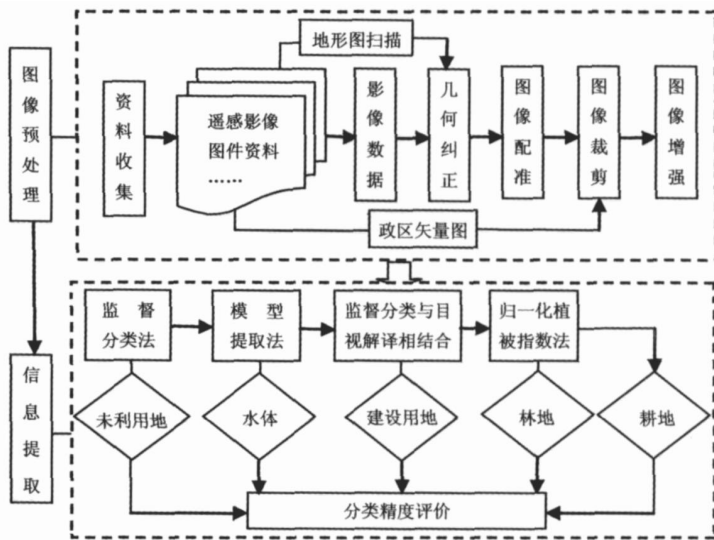 地形图扫描
图像预处理
资料收集
遥感影像
图件资料
……
影像数据
几何纠正
图像配准
图像裁剪
图像增强
政区矢量图
信息提取
监 督
分类法
模 型
提取法
监督分类与目
视解译相结合
归一化植
被指数法
未利用地
水体
建设用地
林地
耕地
分类精度评价